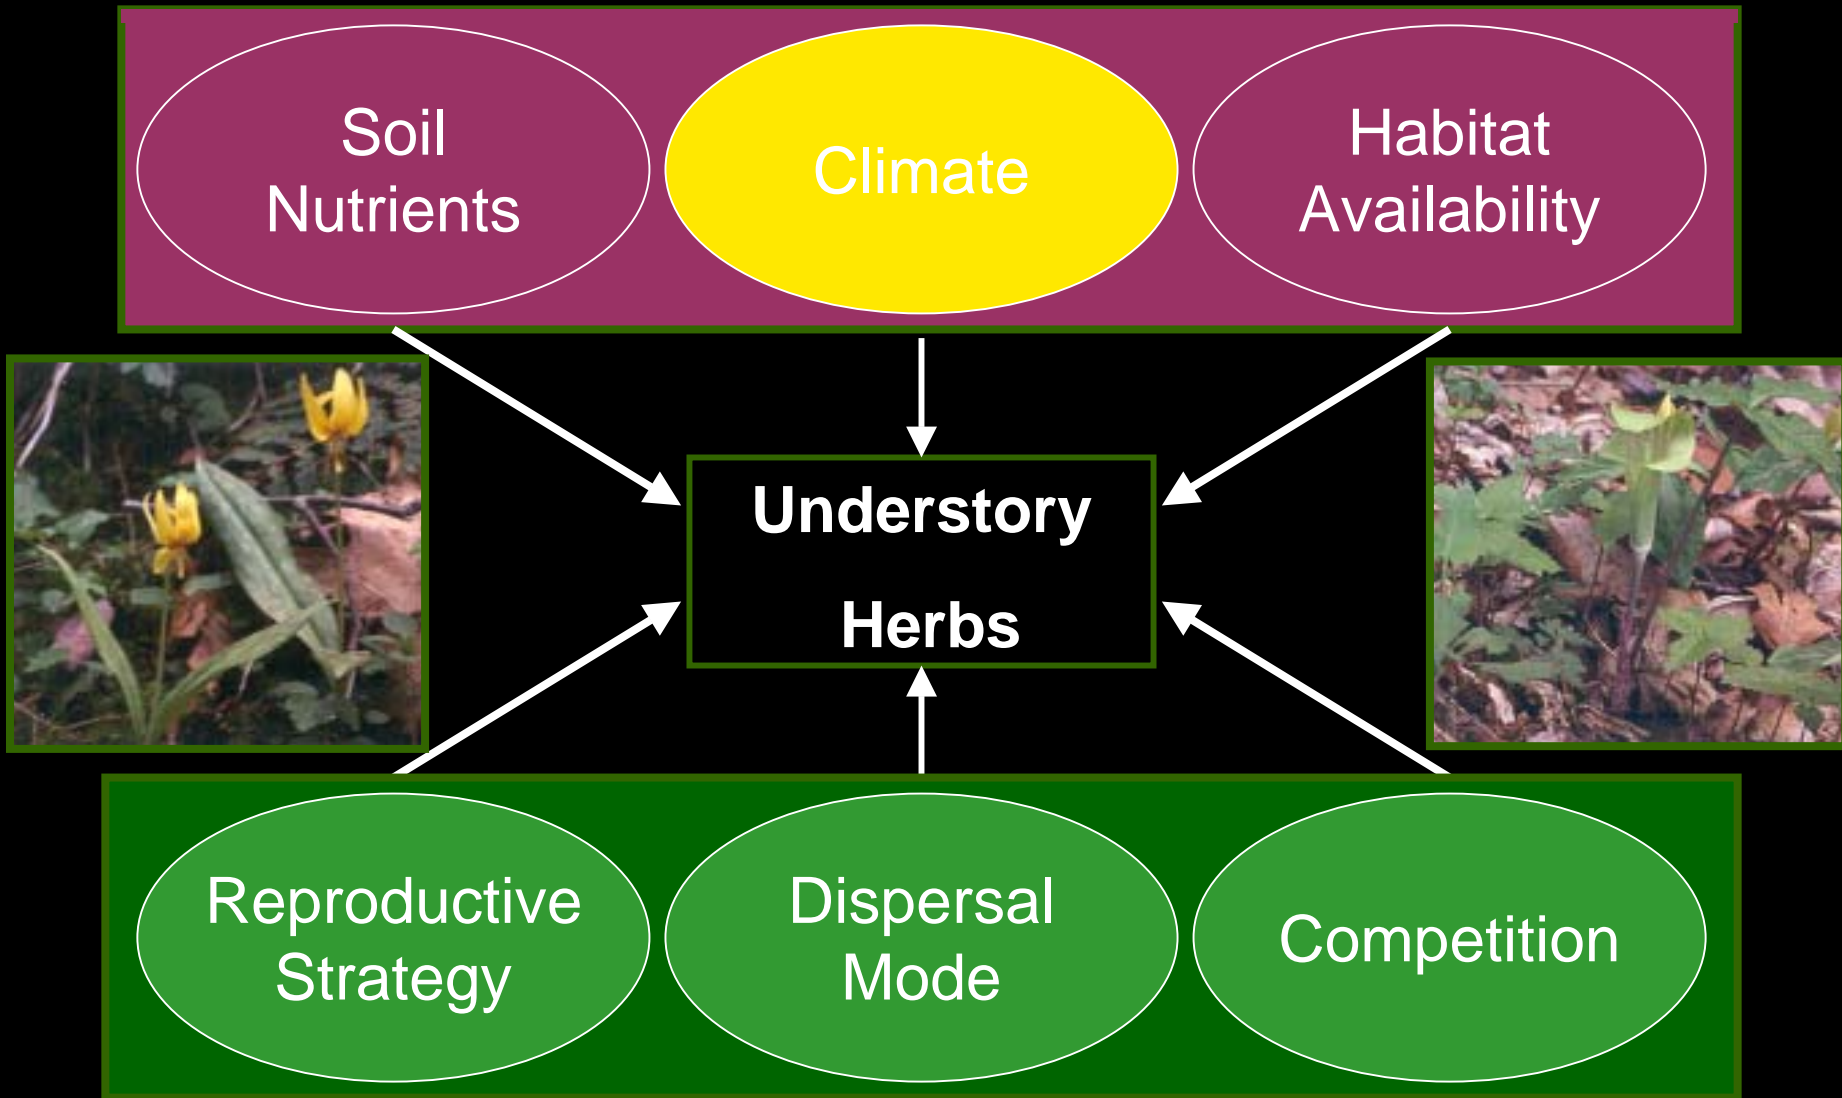 Soil
Nutrients
Climate
Habitat
Availability
Understory
Herbs
Reproductive
Strategy
Dispersal
Mode
Competition